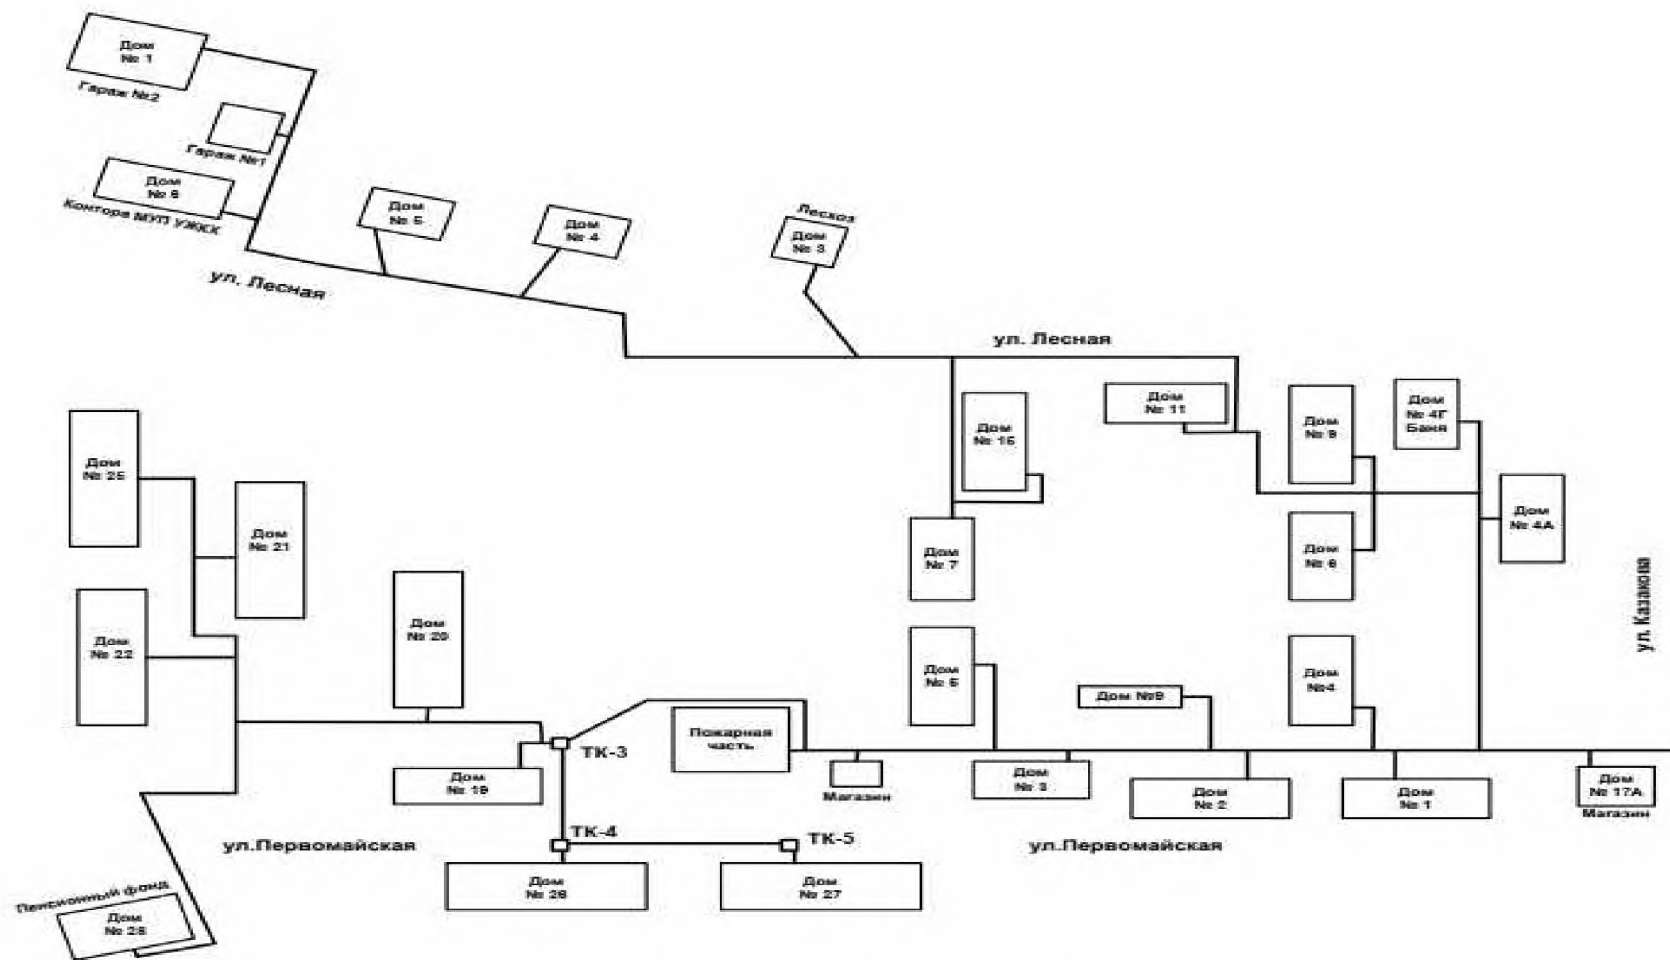 Дом
№ 1
Гараж №2
Гараж №1
Дом
№ 6
Контора МУП УЖКХ
Дом
№ 5
Дом
№ 4
Лесхоз
Дом
№ 3
ул. Лесная
ул. Лесная
Дом
№ 11
Дом
№ 9
Дом
№ 4Г
Баня
Дом
№ 15
Дом
№ 25
Дом
№ 21
Дом
№ 4А
Дом
№ 7
Дом
№ 6
ул. Казакова
Дом
№ 22
Дом
№ 20
Дом
№ 5
Дом №9
Дом
№4
Пожарная
часть
ТК-3
Дом
№ 19
Магазин
Дом
№ 3
Дом
№ 2
Дом
№ 1
Дом
№ 17А
Магазин
ул.Первомайская
ТК-4
ТК-5
ул.Первомайская
Дом
№ 26
Дом
№ 27
Пенсионный фонд
Дом
№ 28